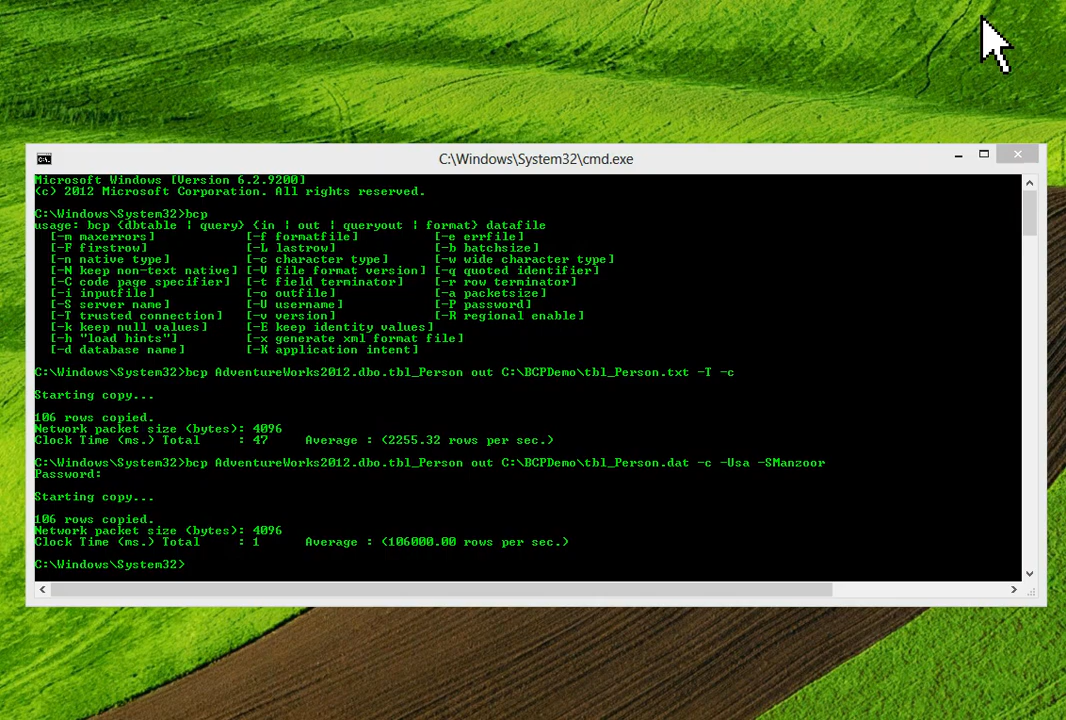 C:\Windows\System32\cmd.exe
Microsoft Windows [Version 6.2.9200]
(c) 2012 Microsoft Corporation. All rights reserved.
C:\Windows\System32>bcp
usage: bcp {dbtable | query} {in | out | queryout | format} datafile
[-m maxerrors] [-f formatfile] [-e errfile]
[-F firstrow] [-L lastrow] [-b batchsize]
[-n native type] [-c character type] [-w wide character type]
[-N keep non-text native] [-V file format version] [-q quoted identifier]
[-C code page specifier] [-t field terminator] [-r row terminator]
[-i inputfile] [-o outfile] [-a packetsize]
[-S server name] [-U username] [-P password]
[-T trusted connection] [-v version] [-R regional enable]
[-k keep null values] [-E keep identity values]
[-h "load hints"] [-x generate xml format file]
[-d database name] [-K application intent]
C:\Windows\System32>bcp AdventureWorks2012.dbo.tbl_Person out C:\BCPDemo\tbl_Person.txt -T -c
Starting copy...
106 rows copied.
Network packet size (bytes): 4096
Clock Time (ms.) Total : 47 Average : (2255.32 rows per sec.)
C:\Windows\System32>bcp AdventureWorks2012.dbo.tbl_Person out C:\BCPDemo\tbl_Person.dat -c -Usa -SManzoor
Password:
Starting copy...
106 rows copied.
Network packet size (bytes): 4096
Clock Time (ms.) Total : 1 Average : (106000.00 rows per sec.)
C:\Windows\System32>